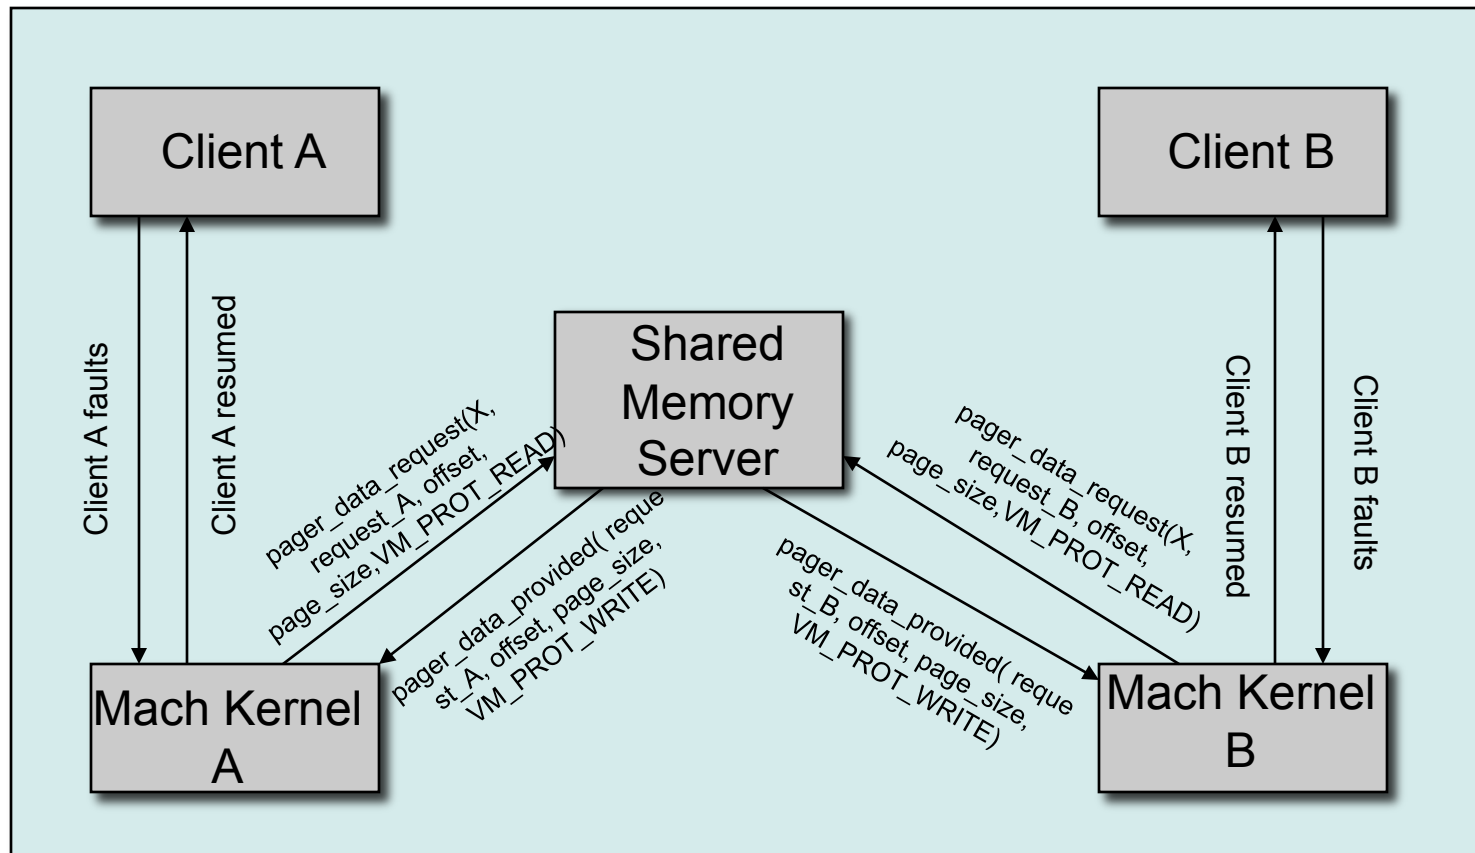 Client A
Client B
Client A faults
Client A resumed
Shared
Memory
Server
Client B resumed
Client B faults
pager_data_request(X,
request_A, offset,
page_size,VM_PROT_READ)
pager_data_provided( reque
st_A, offset, page_size,
VM_PROT_WRITE)
pager_data_request(X,
request_B, offset,
page_size,VM_PROT_READ)
pager_data_provided( reque
st_B, offset, page_size,
VM_PROT_WRITE)
Mach Kernel
A
Mach Kernel
B